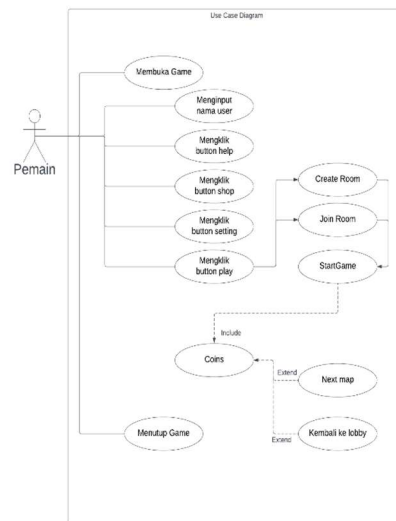 Use Case Diagram
Membuka Game
Menginput
nama user
Mengklik
button help
Mengklik
button shop
Mengklik
button setting
Mengklik
button play
Pemain
Create Room
Join Room
StartGame
Include
Coins
Extend
Next map
Extend
Kembali ke lobby
Menutup Game